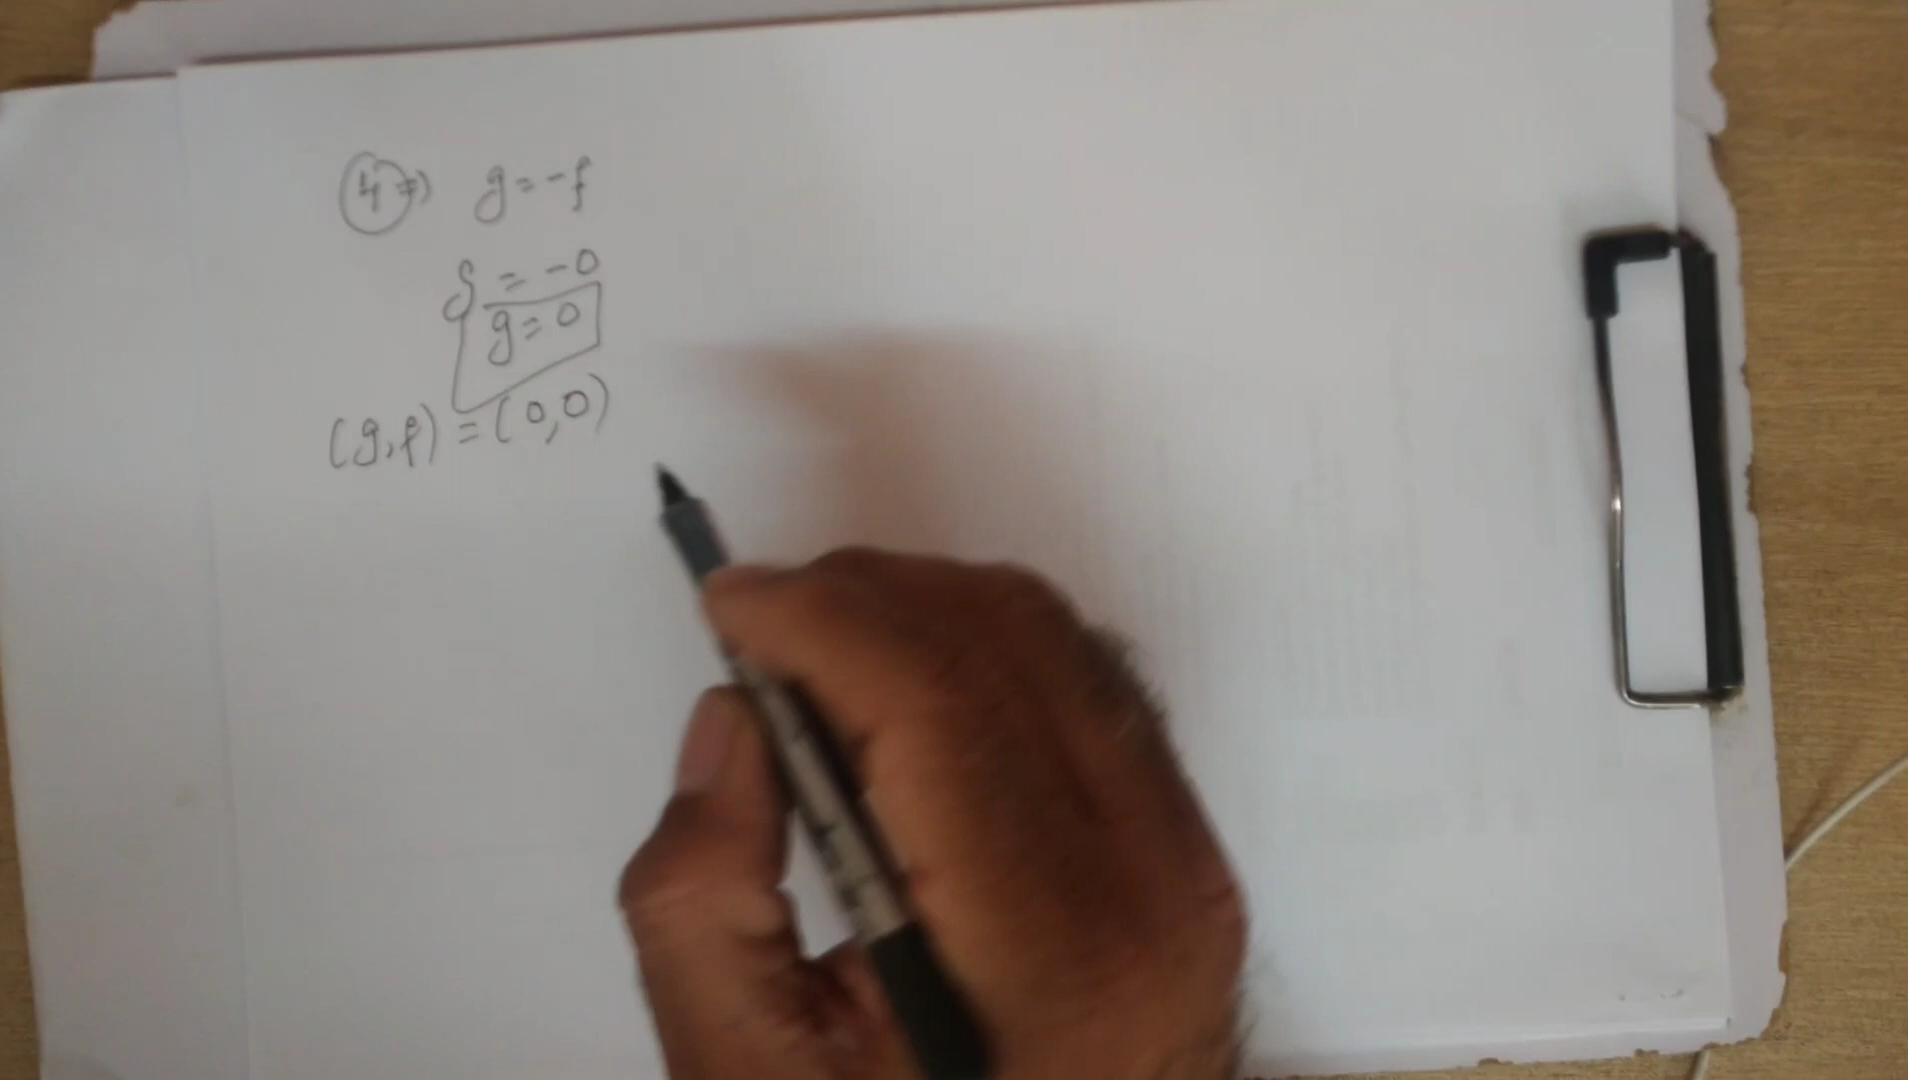 ④ ⇒ g = -f
g = -0
g = 0
(g, f) = (0, 0)